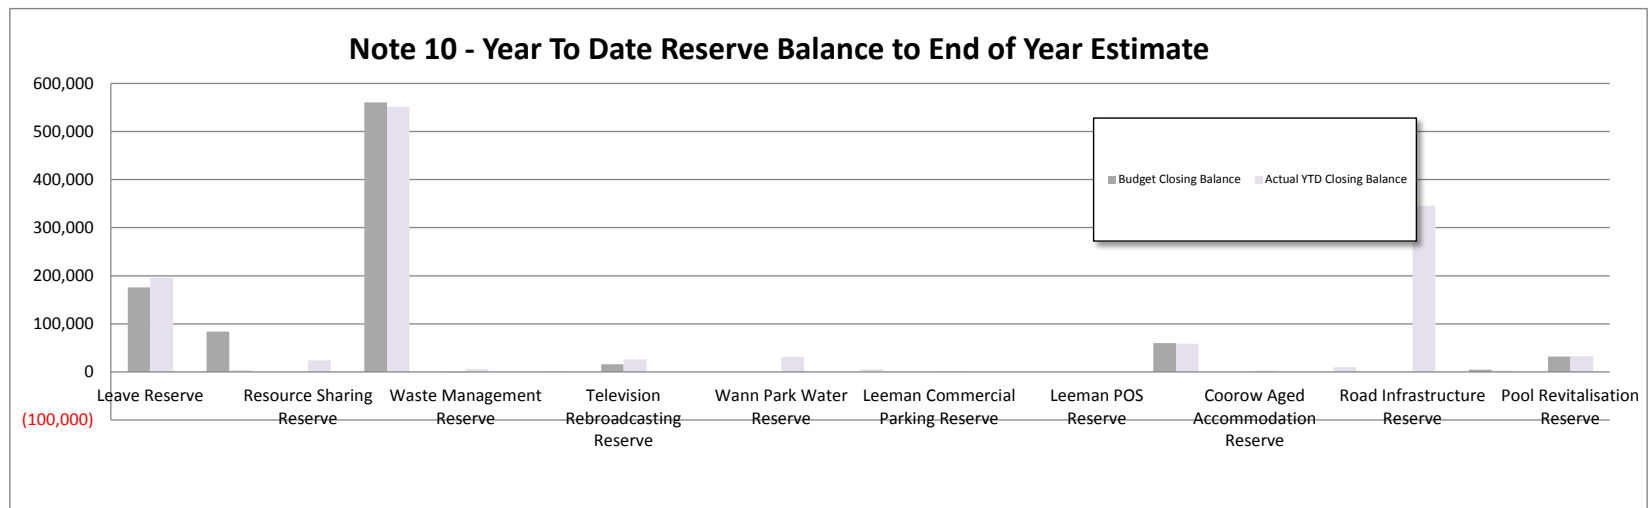 Note 10 - Year To Date Reserve Balance to End of Year Estimate
600,000
500,000
400,000
300,000
200,000
100,000
0
(100,000)
Budget Closing Balance
Actual YTD Closing Balance
Leave Reserve
Resource Sharing
Reserve
Waste Management
Reserve
Television
Rebroadcasting
Reserve
Wann Park Water
Reserve
Leeman Commercial
Parking Reserve
Leeman POS
Reserve
Coorow Aged
Accommodation
Reserve
Road Infrastructure
Reserve
Pool Revitalisation
Reserve